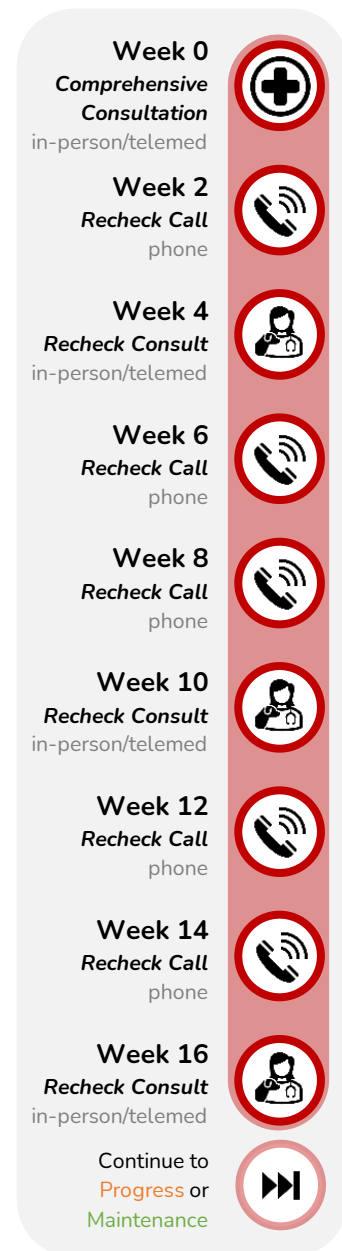 Week 0
Comprehensive
Consultation
in-person/telemed
Week 2
Recheck Call
phone
Week 4
Recheck Consult
in-person/telemed
Week 6
Recheck Call
phone
Week 8
Recheck Call
phone
Week 10
Recheck Consult
in-person/telemed
Week 12
Recheck Call
phone
Week 14
Recheck Call
phone
Week 16
Recheck Consult
in-person/telemed
Continue to
Progress or
Maintenance